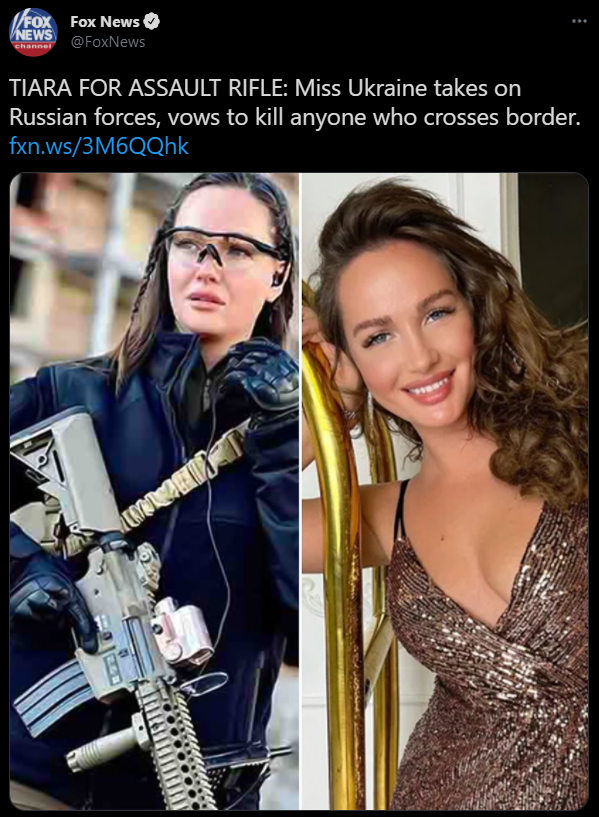 FOX
NEWS
channel
Fox News
@FoxNews
TIARA FOR ASSAULT RIFLE: Miss Ukraine takes on
Russian forces, vows to kill anyone who crosses border.
fxn.ws/3M6QQhk